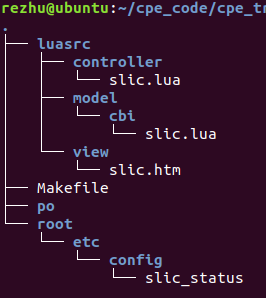 rezhu@ubuntu:~/cpe_code/cpe_tr
.
├── luasrc
│   ├── controller
│   │   └── slic.lua
│   ├── model
│   │   └── cbi
│   │       └── slic.lua
│   └── view
│       └── slic.htm
├── Makefile
├── po
└── root
    └── etc
        └── config
            └── slic_status